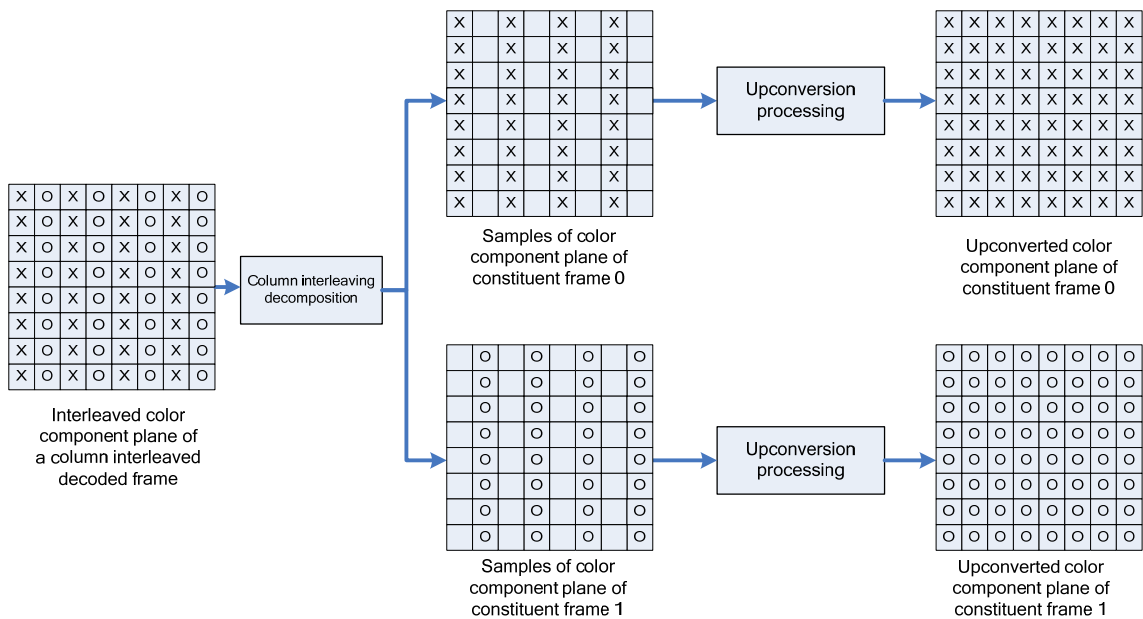 X O X O X O X O
X O X O X O X O
X O X O X O X O
X O X O X O X O
X O X O X O X O
X O X O X O X O
X O X O X O X O
X O X O X O X O
Interleaved color
component plane of
a column interleaved
decoded frame
Column interleaving
decomposition
X X X X
X X X X
X X X X
X X X X
X X X X
X X X X
X X X X
X X X X
Samples of color
component plane of
constituent frame 0
Upconversion
processing
X X X X X X X X
X X X X X X X X
X X X X X X X X
X X X X X X X X
X X X X X X X X
X X X X X X X X
X X X X X X X X
X X X X X X X X
Upconverted color
component plane of
constituent frame 0
O O O O
O O O O
O O O O
O O O O
O O O O
O O O O
O O O O
O O O O
Samples of color
component plane of
constituent frame 1
Upconversion
processing
O O O O O O O O
O O O O O O O O
O O O O O O O O
O O O O O O O O
O O O O O O O O
O O O O O O O O
O O O O O O O O
O O O O O O O O
Upconverted color
component plane of
constituent frame 1